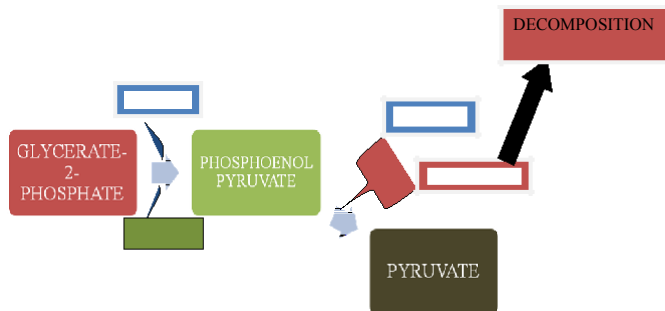 DECOMPOSITION
GLYCERATE-
2-
PHOSPHATE
PHOSPHOENOL
PYRUVATE
PYRUVATE